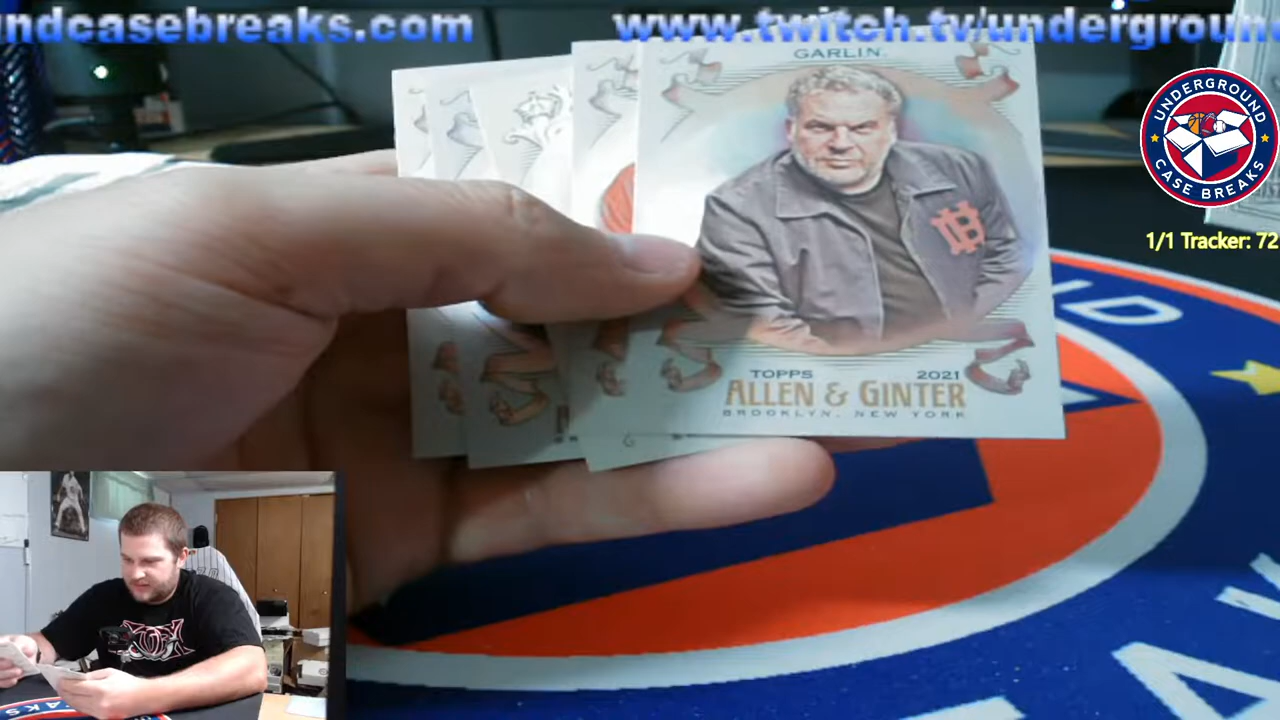 ndcasebreaks.com www.twitch.tv/undergroun
GARLIN
UNDERGROUND
CASE BREAKS
1/1 Tracker: 72
TOPPS 2021
ALLEN & GINTER
BROOKLYN, NEW YORK